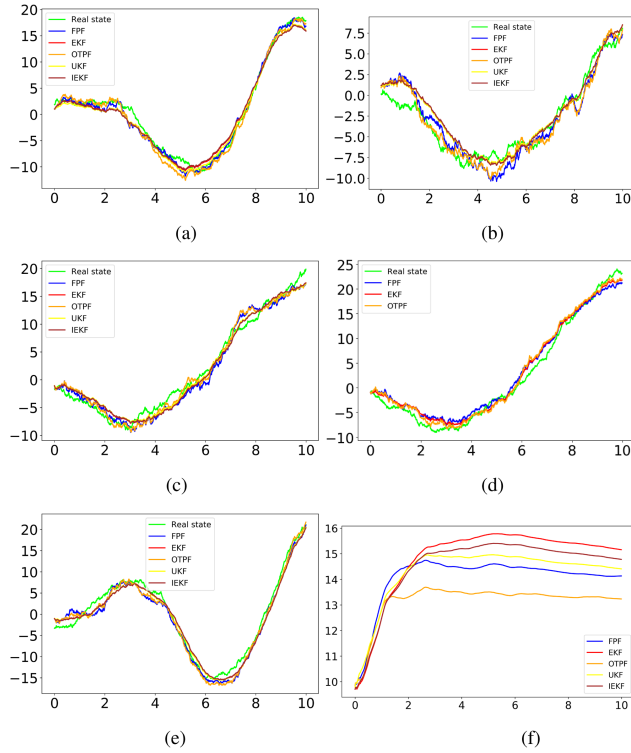 20
15
10
5
0
−5
−10
0 2 4 6 8 10
Real state
FPF
EKF
OTPF
UKF
IEKF
(a)
7.5
5.0
2.5
0.0
−2.5
−5.0
−7.5
−10.0
0 2 4 6 8 10
Real state
FPF
EKF
OTPF
UKF
IEKF
(b)
20
15
10
5
0
−5
−10
0 2 4 6 8 10
Real state
FPF
EKF
OTPF
UKF
IEKF
(c)
25
20
15
10
5
0
−5
−10
0 2 4 6 8 10
Real state
FPF
EKF
OTPF
(d)
20
15
10
5
0
−5
−10
−15
0 2 4 6 8 10
Real state
FPF
EKF
OTPF
UKF
IEKF
(e)
16
15
14
13
12
11
10
0 2 4 6 8 10
FPF
EKF
OTPF
UKF
IEKF
(f)